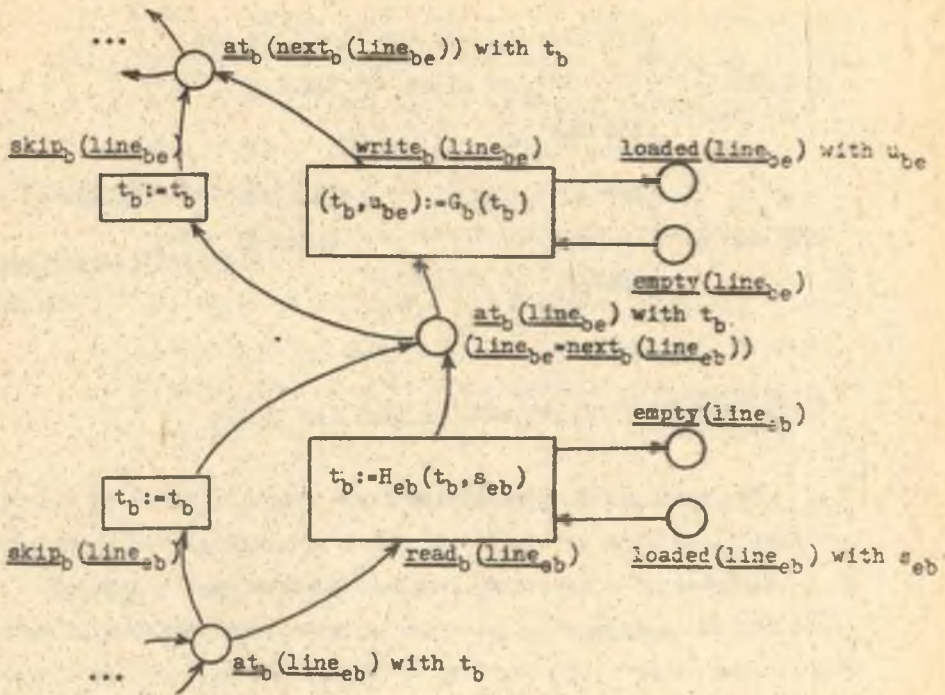 ...
at_b(next_b(line_be)) with t_b
skip_b(line_be)
write_b(line_be)
loaded(line_be) with u_be
t_b:=t_b
(t_b,u_be):=G_b(t_b)
empty(line_be)
at_b(line_be) with t_b
(line_be=next_b(line_eb))
empty(line_eb)
t_b:=t_b
t_b:=H_eb(t_b,s_eb)
skip_b(line_eb)
read_b(line_eb)
loaded(line_eb) with s_eb
...
at_b(line_eb) with t_b